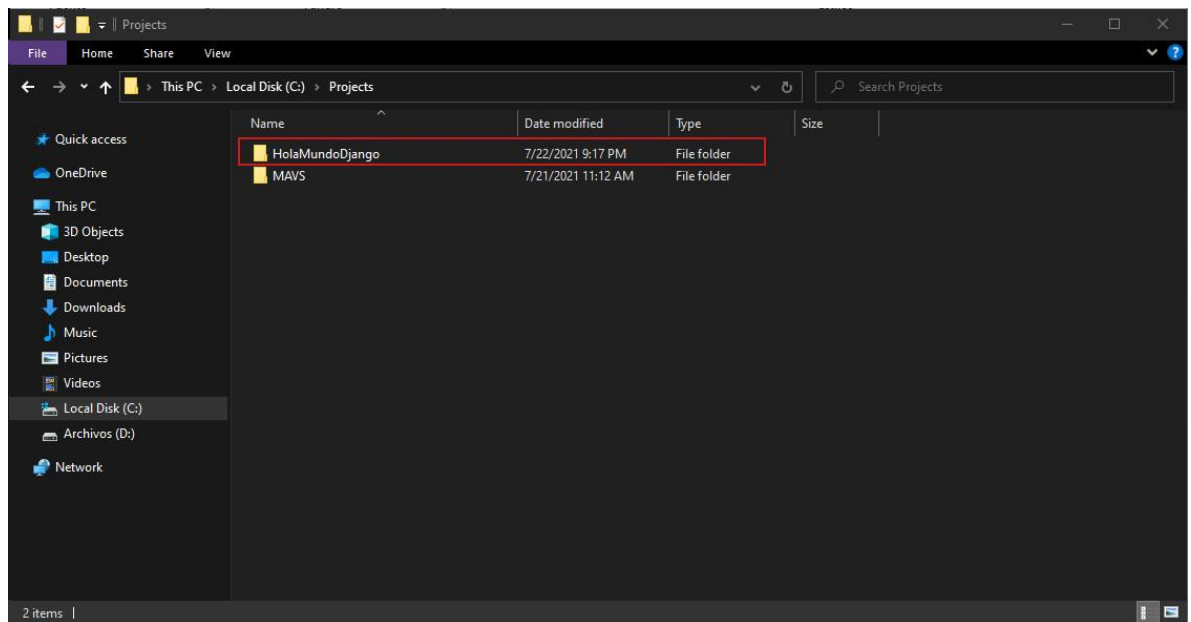 Projects
File Home Share View
This PC Local Disk (C:) Projects Search Projects
Name Date modified Type Size
Quick access
HolaMundoDjango 7/22/2021 9:17 PM File folder
OneDrive
MAVS 7/21/2021 11:12 AM File folder
This PC
3D Objects
Desktop
Documents
Downloads
Music
Pictures
Videos
Local Disk (C:)
Archivos (D:)
Network
2 items